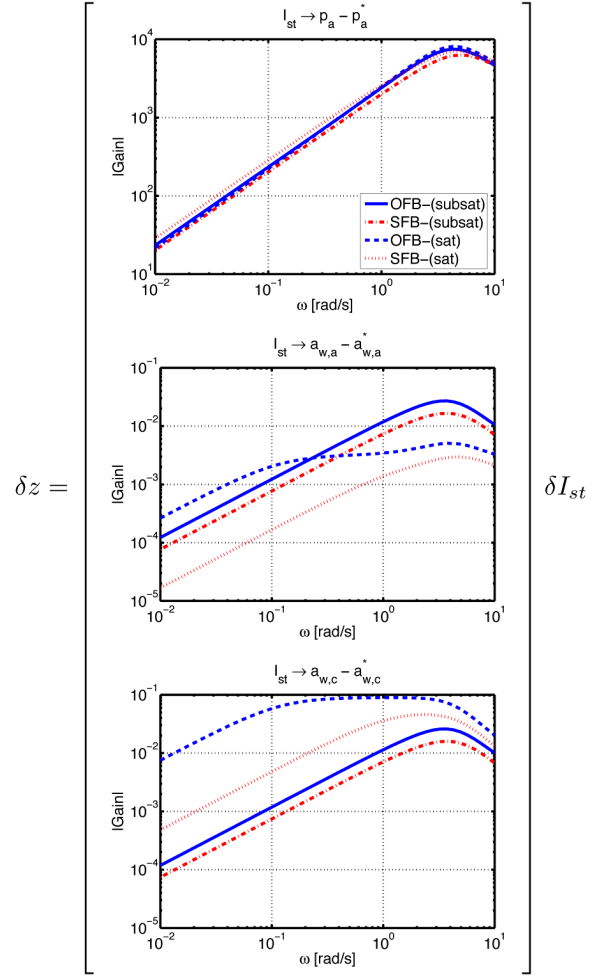 I_st → p_a − p_a^*
10^4
10^3
10^2
10^1
|Gain|
OFB−(subsat)
SFB−(subsat)
OFB−(sat)
SFB−(sat)
10^−2 10^−1 10^0 10^1
ω [rad/s]
I_st → a_w,a − a_w,a^*
10^−1
10^−2
10^−3
10^−4
10^−5
|Gain|
10^−2 10^−1 10^0 10^1
ω [rad/s]
δz =
δI_st
I_st → a_w,c − a_w,c^*
10^−1
10^−2
10^−3
10^−4
10^−5
|Gain|
10^−2 10^−1 10^0 10^1
ω [rad/s]